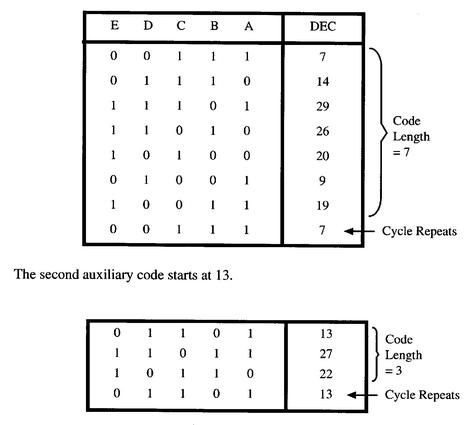 E D C B A DEC
0 0 1 1 1 7
0 1 1 1 0 14
1 1 1 0 1 29
1 1 0 1 0 26
1 0 1 0 0 20
0 1 0 0 1 9
1 0 0 1 1 19
0 0 1 1 1 7 Cycle Repeats
Code
Length
= 7
The second auxiliary code starts at 13.
0 1 1 0 1 13
1 1 0 1 1 27
1 0 1 1 0 22
0 1 1 0 1 13 Cycle Repeats
Code
Length
= 3